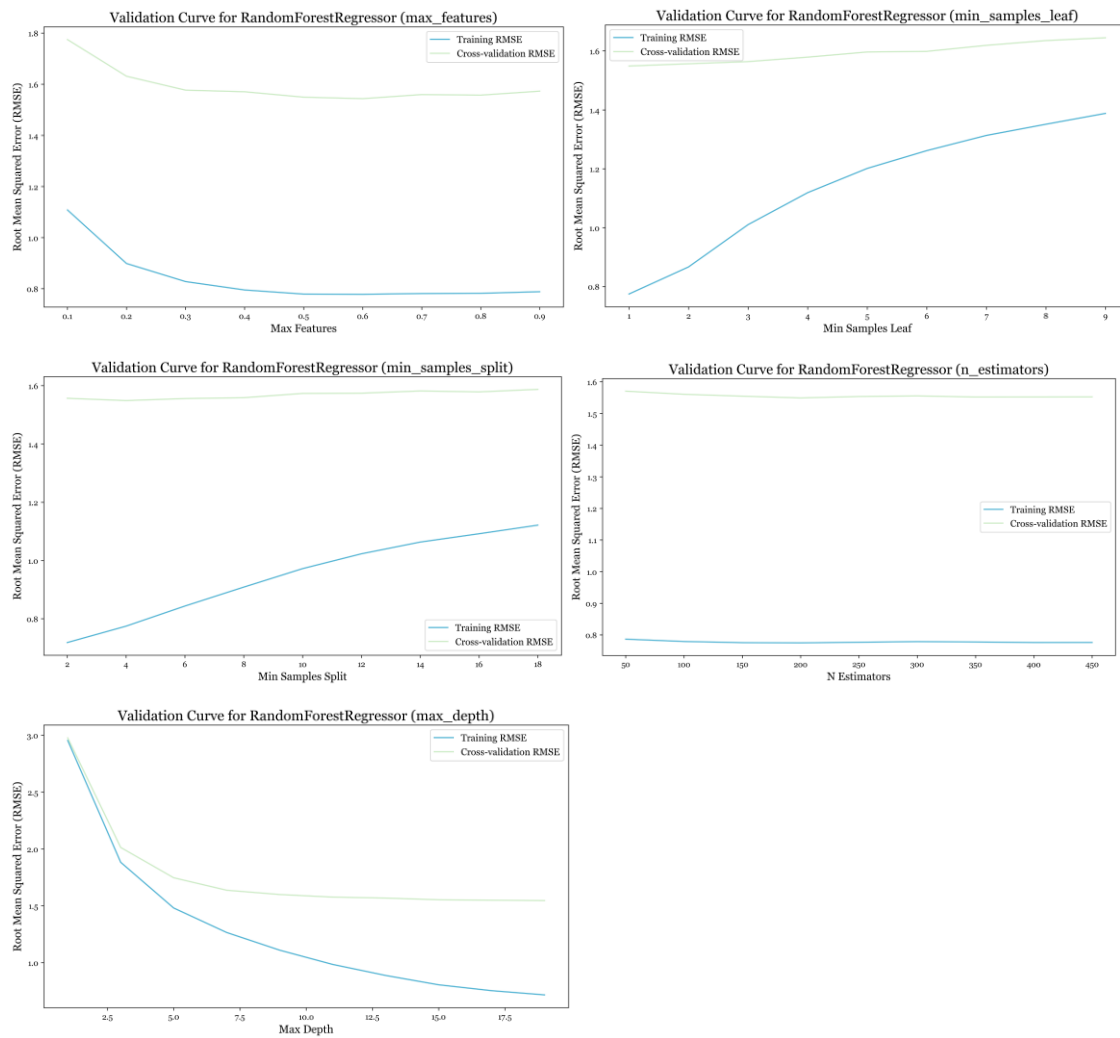 Validation Curve for RandomForestRegressor (max_features)
Root Mean Squared Error (RMSE)
1.8
1.6
1.4
1.2
1.0
0.8
Training RMSE
Cross-validation RMSE
0.1 0.2 0.3 0.4 0.5 0.6 0.7 0.8 0.9
Max Features
Validation Curve for RandomForestRegressor (min_samples_leaf)
Root Mean Squared Error (RMSE)
1.6
1.4
1.2
1.0
0.8
Training RMSE
Cross-validation RMSE
1 2 3 4 5 6 7 8 9
Min Samples Leaf
Validation Curve for RandomForestRegressor (min_samples_split)
Root Mean Squared Error (RMSE)
1.6
1.4
1.2
1.0
0.8
Training RMSE
Cross-validation RMSE
2 4 6 8 10 12 14 16 18
Min Samples Split
Validation Curve for RandomForestRegressor (n_estimators)
Root Mean Squared Error (RMSE)
1.6
1.5
1.4
1.3
1.2
1.1
1.0
0.9
0.8
Training RMSE
Cross-validation RMSE
50 100 150 200 250 300 350 400 450
N Estimators
Validation Curve for RandomForestRegressor (max_depth)
Root Mean Squared Error (RMSE)
3.0
2.5
2.0
1.5
1.0
Training RMSE
Cross-validation RMSE
2.5 5.0 7.5 10.0 12.5 15.0 17.5
Max Depth